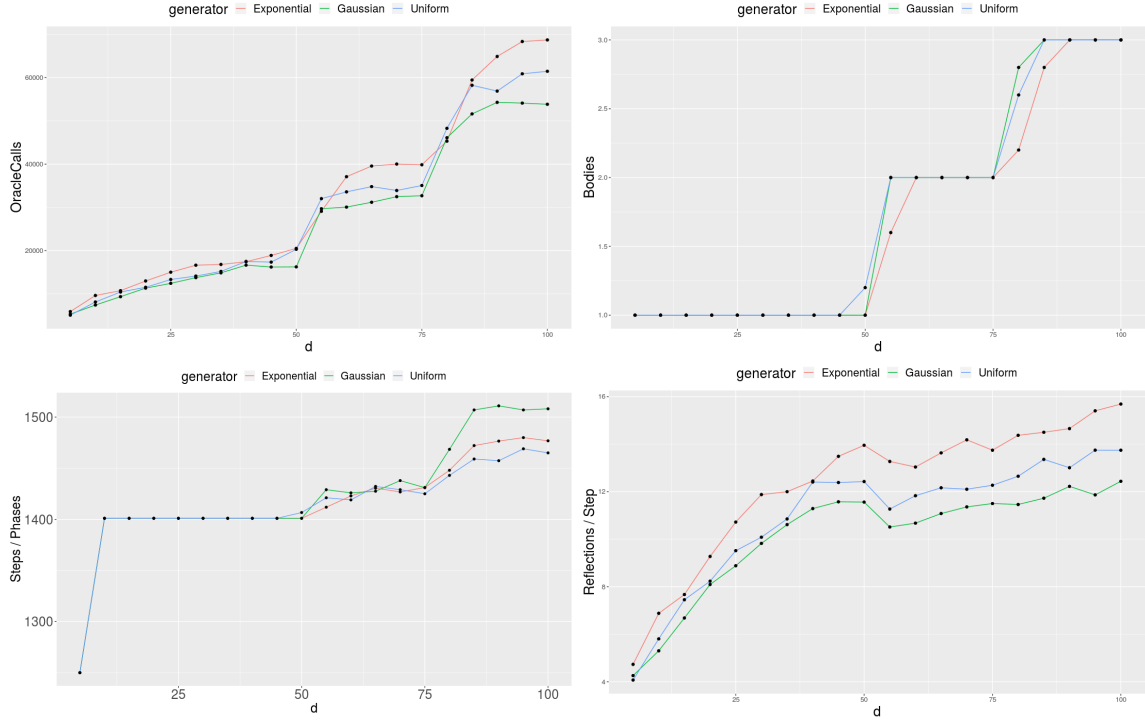 generator Exponential Gaussian Uniform
60000
40000
20000
OracleCalls
25 50 75 100
d
generator Exponential Gaussian Uniform
3.0
2.5
2.0
1.5
1.0
Bodies
25 50 75 100
d
generator Exponential Gaussian Uniform
1500
1400
1300
Steps / Phases
25 50 75 100
d
generator Exponential Gaussian Uniform
16
12
8
4
Reflections / Step
25 50 75 100
d